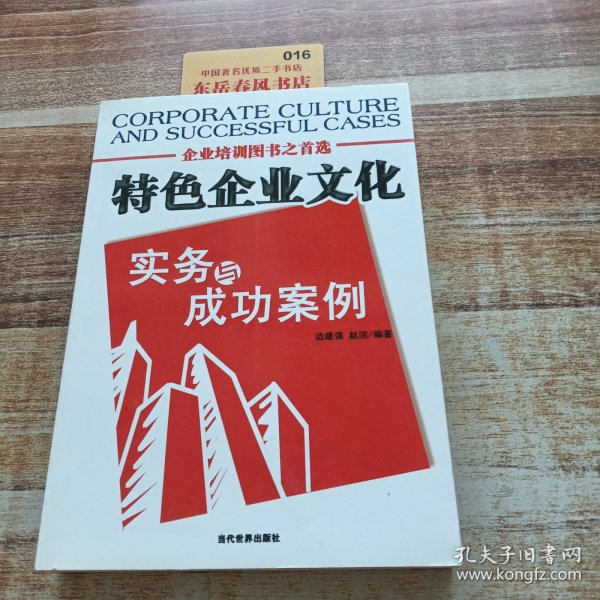 016
中国著名优质二手书店
东岳春风书店
CORPORATE CULTURE
AND SUCCESSFUL CASES
企业培训图书之首选
特色企业文化
实务与
成功案例
边建强 赵洁/编著
当代世界出版社
孔夫子旧书网
www.kongfz.com